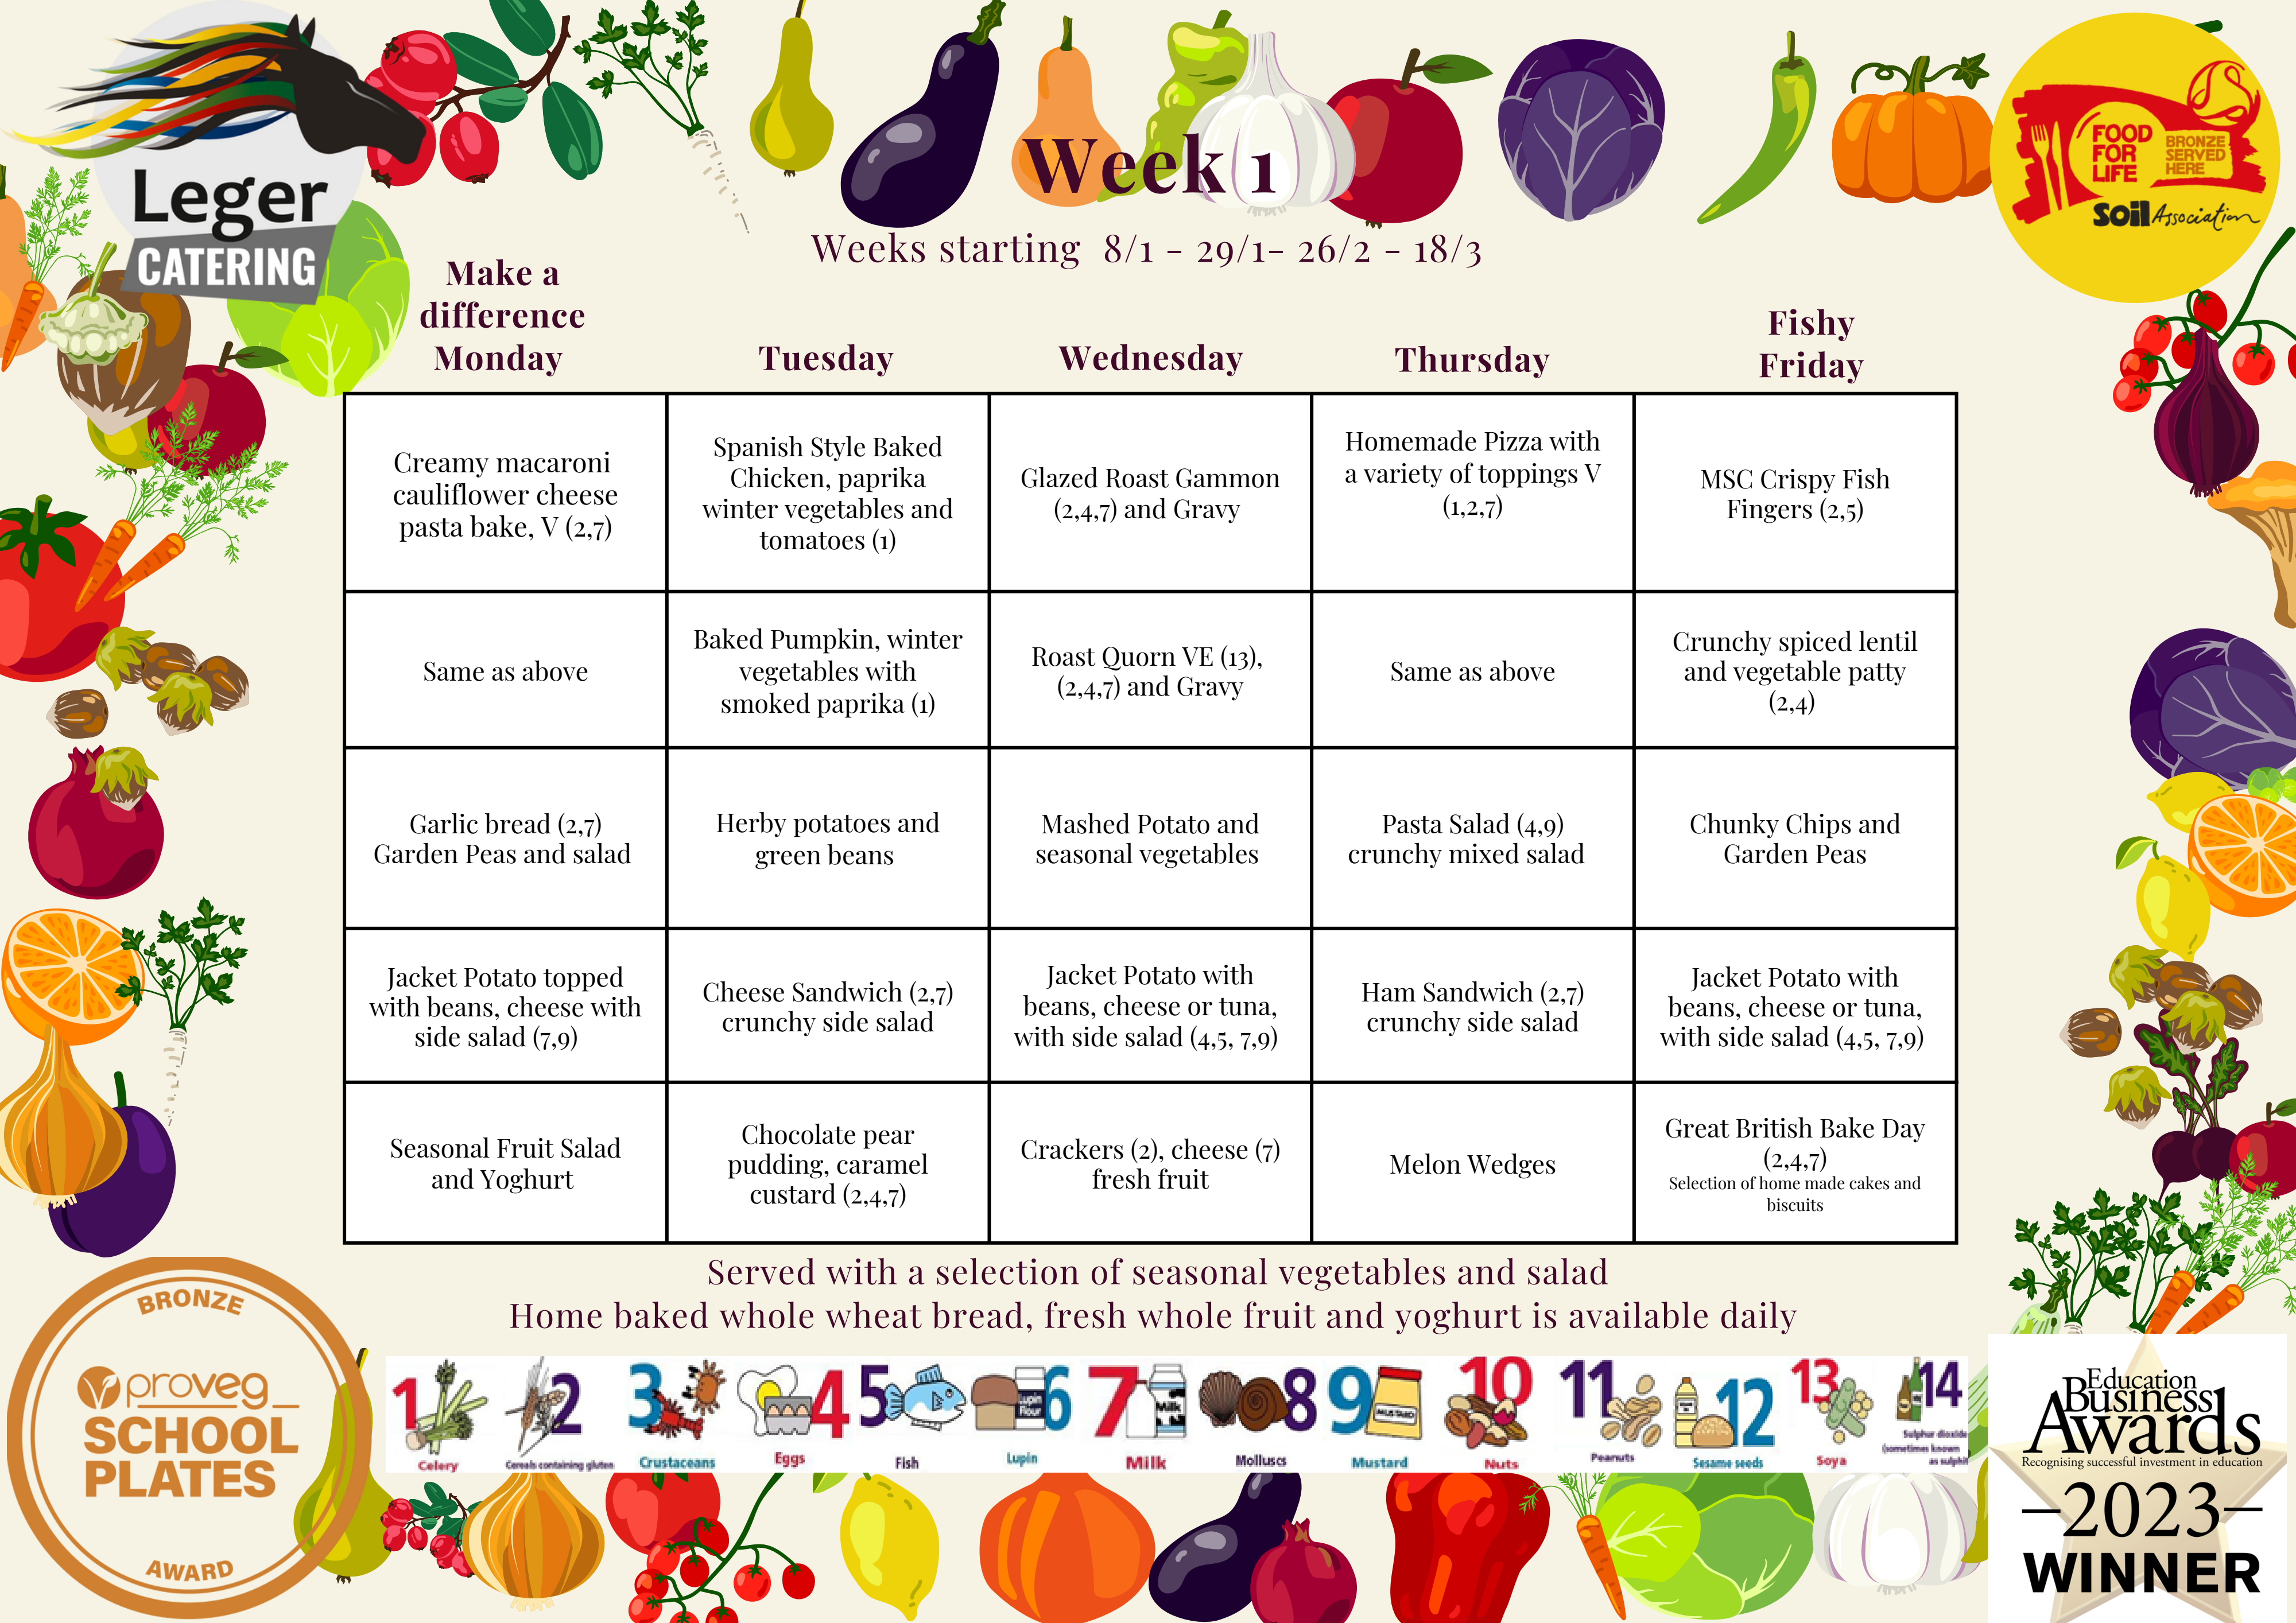 Leger
CATERING
Week 1
FOOD
FOR
LIFE
BRONZE
SERVED
HERE
Soil Association
Weeks starting 8/1 - 29/1- 26/2 - 18/3
Make a
difference
Monday
Tuesday
Wednesday
Thursday
Fishy
Friday
Creamy macaroni
cauliflower cheese
pasta bake, V (2,7)
Spanish Style Baked
Chicken, paprika
winter vegetables and
tomatoes (1)
Glazed Roast Gammon
(2,4,7) and Gravy
Homemade Pizza with
a variety of toppings V
(1,2,7)
MSC Crispy Fish
Fingers (2,5)
Same as above
Baked Pumpkin, winter
vegetables with
smoked paprika (1)
Roast Quorn VE (13),
(2,4,7) and Gravy
Same as above
Crunchy spiced lentil
and vegetable patty
(2,4)
Garlic bread (2,7)
Garden Peas and salad
Herby potatoes and
green beans
Mashed Potato and
seasonal vegetables
Pasta Salad (4,9)
crunchy mixed salad
Chunky Chips and
Garden Peas
Jacket Potato topped
with beans, cheese with
side salad (7,9)
Cheese Sandwich (2,7)
crunchy side salad
Jacket Potato with
beans, cheese or tuna,
with side salad (4,5, 7,9)
Ham Sandwich (2,7)
crunchy side salad
Jacket Potato with
beans, cheese or tuna,
with side salad (4,5, 7,9)
Seasonal Fruit Salad
and Yoghurt
Chocolate pear
pudding, caramel
custard (2,4,7)
Crackers (2), cheese (7)
fresh fruit
Melon Wedges
Great British Bake Day
(2,4,7)
Selection of home made cakes and
biscuits
Served with a selection of seasonal vegetables and salad
Home baked whole wheat bread, fresh whole fruit and yoghurt is available daily
BRONZE
proveg
SCHOOL
PLATES
AWARD
1
Celery
2
Cereals containing gluten
3
Crustaceans
4
Eggs
5
Fish
6
Lupin Flour
Lupin
7
Milk
Milk
8
Molluscs
9
MUSTARD
Mustard
10
Nuts
11
Peanuts
12
Sesame seeds
13
Soya
14
Sulphur dioxide
(sometimes known
as sulphit
Education
Business
Awards
Recognising successful investment in education
2023
WINNER